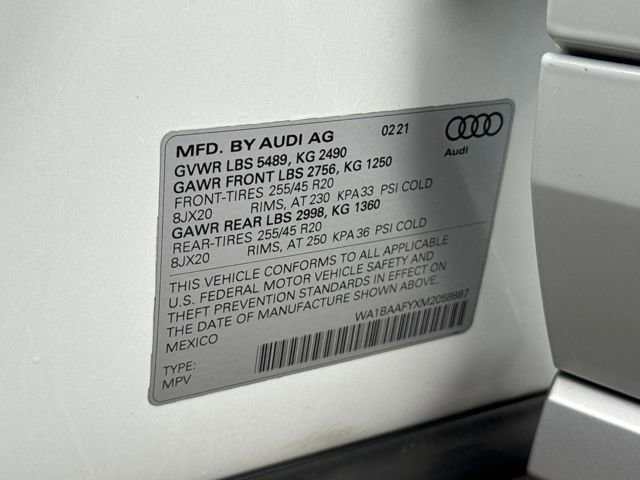 MFD. BY AUDI AG 02 21
GVWR LBS 5489, KG 2490 Audi
GAWR FRONT LBS 2756, KG 1250
FRONT-TIRES 255/45 R20
8JX20 RIMS, AT 230 KPA33 PSI COLD
GAWR REAR LBS 2998, KG 1360
REAR-TIRES 255/45 R20
8JX20 RIMS, AT 250 KPA 36 PSI COLD
THIS VEHICLE CONFORMS TO ALL APPLICABLE
U.S. FEDERAL MOTOR VEHICLE SAFETY AND
THEFT PREVENTION STANDARDS IN EFFECT ON
THE DATE OF MANUFACTURE SHOWN ABOVE.
MEXICO WA1BAAFYXM2058887
TYPE:
MPV